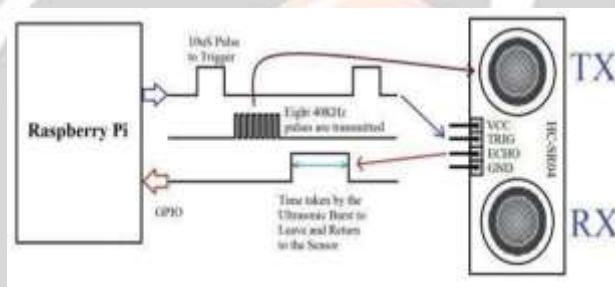 10uS Pulse
to Trigger
TX
Eight 40KHz
pulses are transmitted
Raspberry Pi
VCC
TRIG
ECHO
GND
HC-SR04
GPIO
Time taken by the
Ultrasonic Burst to
Leave and Return
to the Sensor
RX